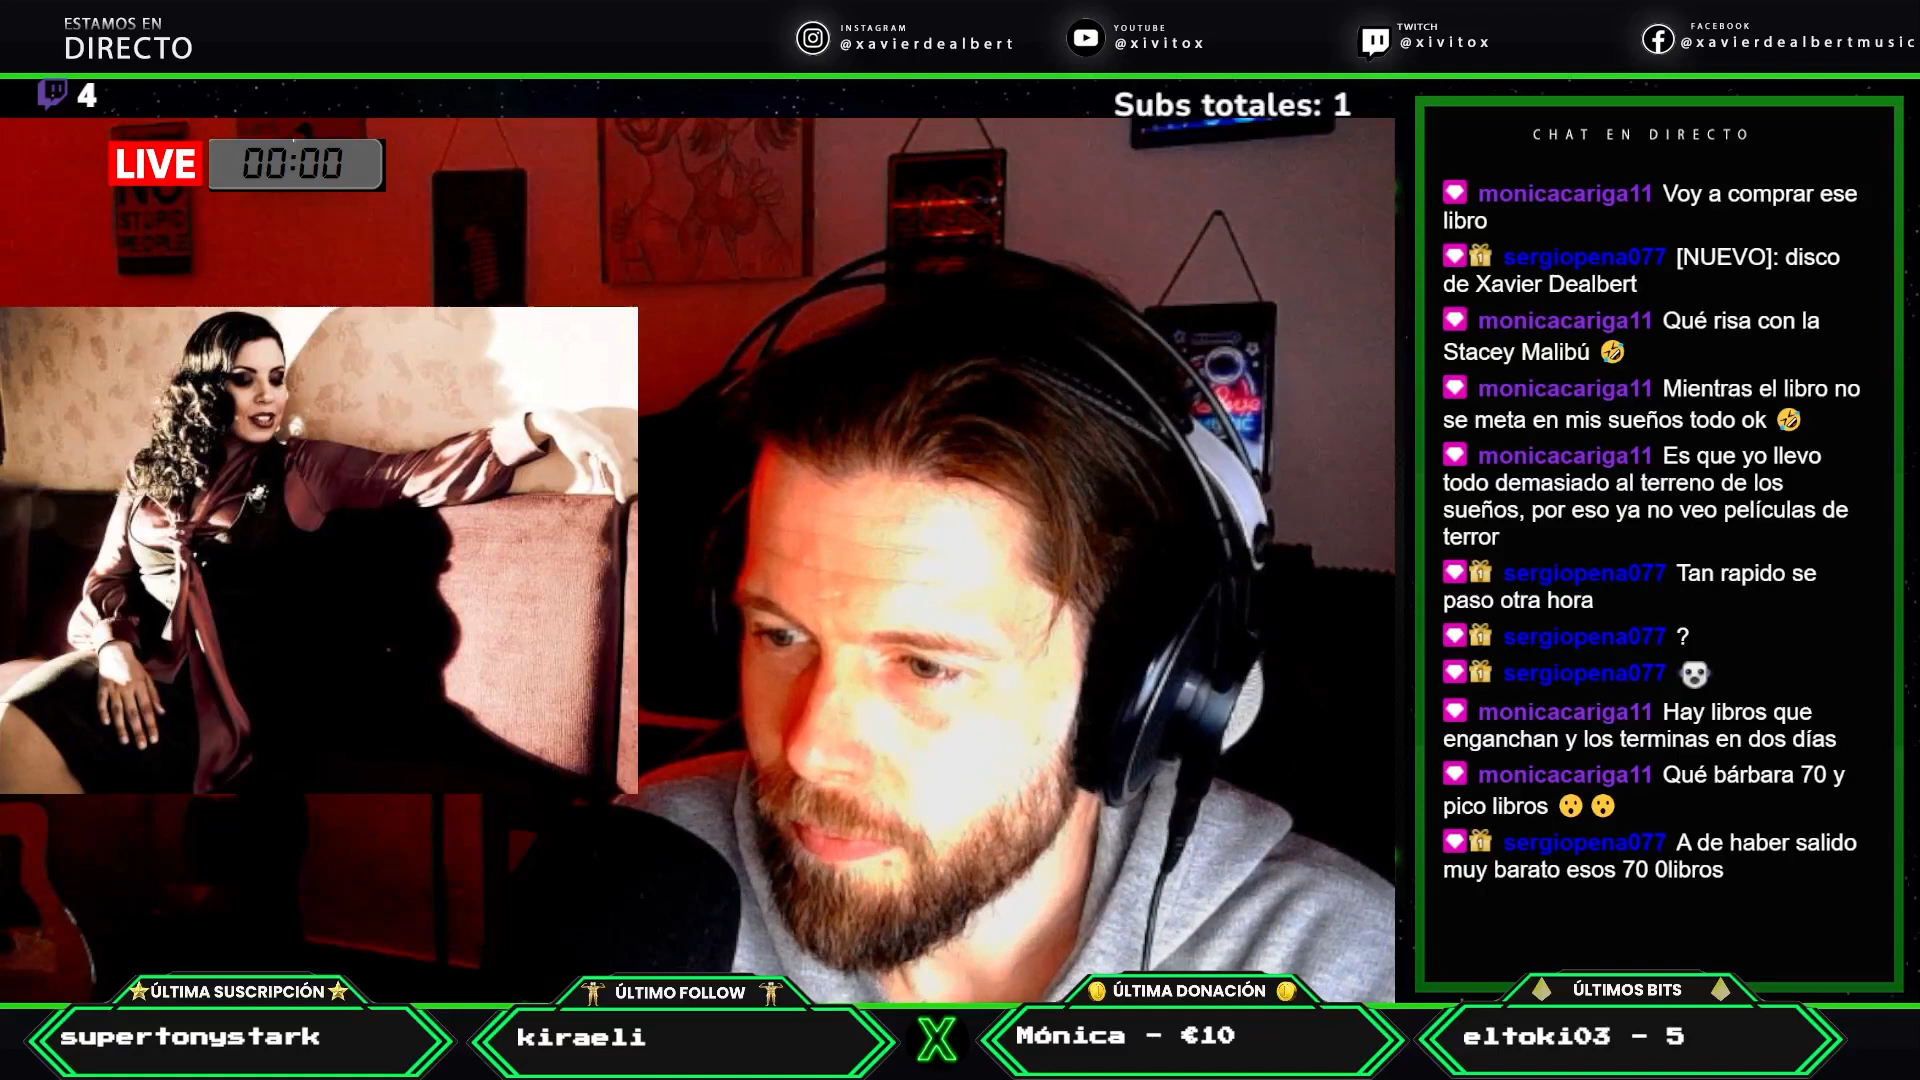 ESTAMOS EN
DIRECTO
INSTAGRAM
@xavierdealbert
YOUTUBE
@xivitox
TWITCH
@xivitox
FACEBOOK
@xavierdealbertmusic
4
Subs totales: 1
LIVE
00:00
NO
STUPID
PEOPLE
CHAT EN DIRECTO
monicacariga11 Voy a comprar ese
libro
sergiopena077 [NUEVO]: disco
de Xavier Dealbert
monicacariga11 Qué risa con la
Stacey Malibú 🤣
monicacariga11 Mientras el libro no
se meta en mis sueños todo ok 🤣
monicacariga11 Es que yo llevo
todo demasiado al terreno de los
sueños, por eso ya no veo películas de
terror
sergiopena077 Tan rapido se
paso otra hora
sergiopena077 ?
sergiopena077
monicacariga11 Hay libros que
enganchan y los terminas en dos días
monicacariga11 Qué bárbara 70 y
pico libros 😮 😮
sergiopena077 A de haber salido
muy barato esos 70 0libros
ÚLTIMA SUSCRIPCIÓN
supertonystark
ÚLTIMO FOLLOW
kiraeli
X
ÚLTIMA DONACIÓN
Mónica - €10
ÚLTIMOS BITS
eltoki03 - 5